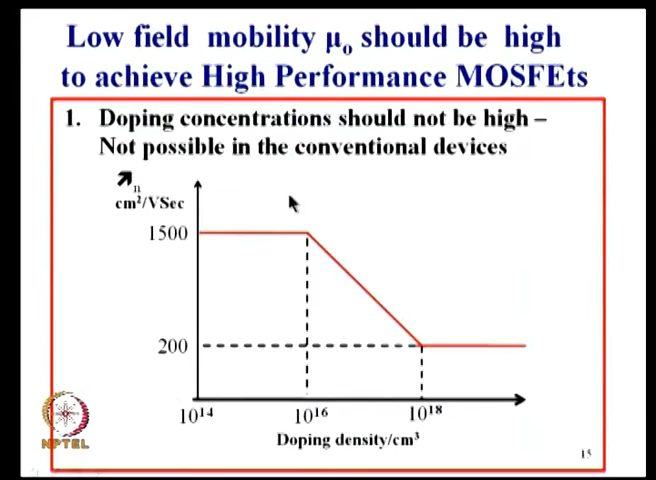 Low field mobility μo should be high
to achieve High Performance MOSFEts
1. Doping concentrations should not be high –
Not possible in the conventional devices
n
cm²/VSec
1500
200
10¹⁴ 10¹⁶ 10¹⁸
Doping density/cm³
NPTEL
15